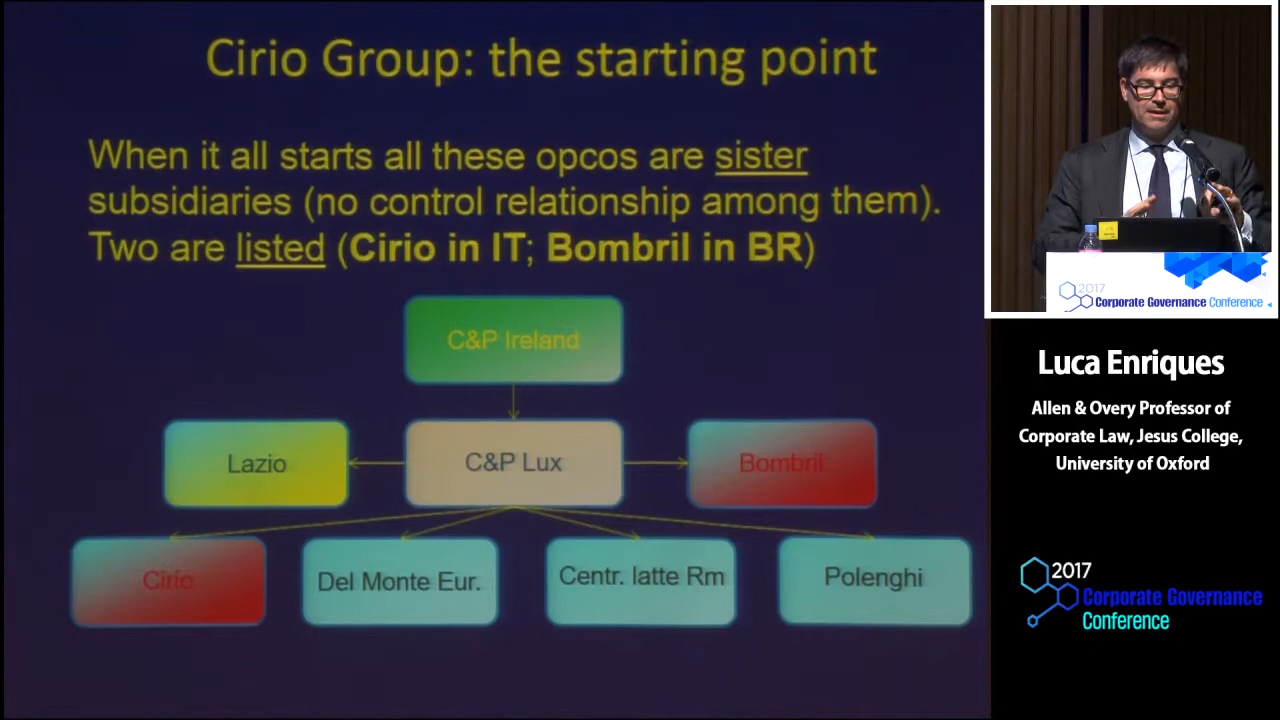 Cirio Group: the starting point
When it all starts all these opcos are sister
subsidiaries (no control relationship among them).
Two are listed (Cirio in IT; Bombril in BR)
C&P Ireland
Lazio
C&P Lux
Bombril
Cirio
Del Monte Eur.
Centr. latte Rm
Polenghi
2017
Corporate Governance Conference
Luca Enriques
Allen & Overy Professor of
Corporate Law, Jesus College,
University of Oxford
2017
Corporate Governance
Conference